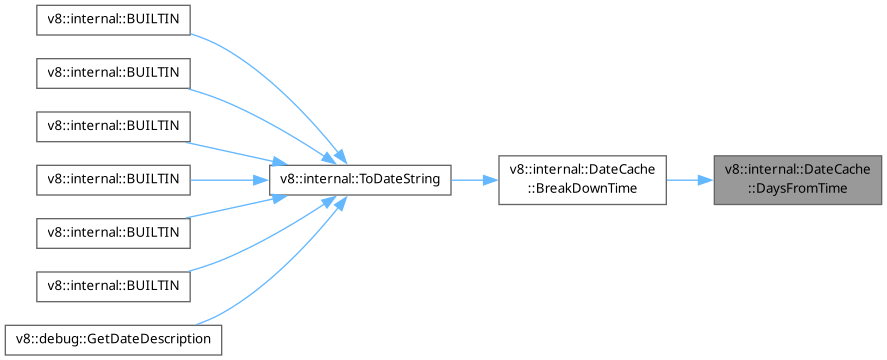 v8::internal::BUILTIN
v8::internal::BUILTIN
v8::internal::BUILTIN
v8::internal::BUILTIN
v8::internal::BUILTIN
v8::internal::BUILTIN
v8::debug::GetDateDescription
v8::internal::ToDateString
v8::internal::DateCache
::BreakDownTime
v8::internal::DateCache
::DaysFromTime